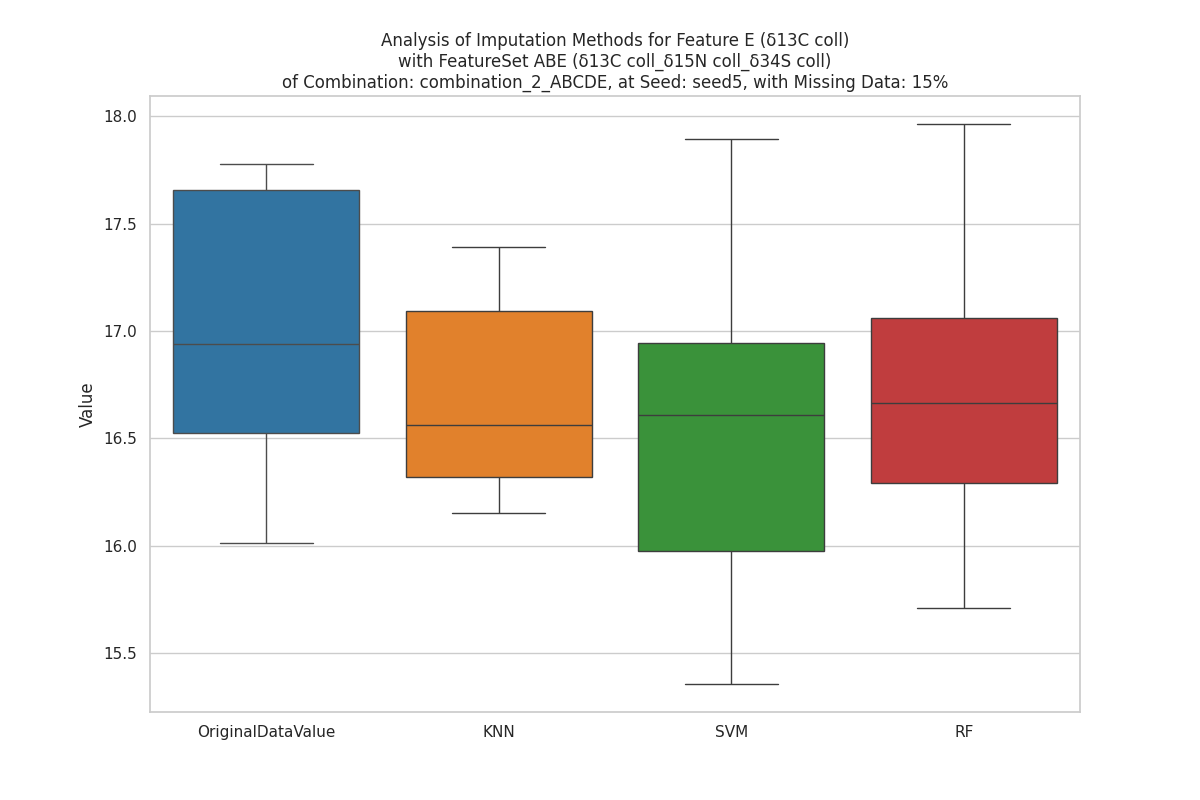 Analysis of Imputation Methods for Feature E (δ13C coll)
with FeatureSet ABE (δ13C coll_δ15N coll_δ34S coll)
of Combination: combination_2_ABCDE, at Seed: seed5, with Missing Data: 15%
18.0
17.5
17.0
16.5
16.0
15.5
Value
OriginalDataValue
KNN
SVM
RF